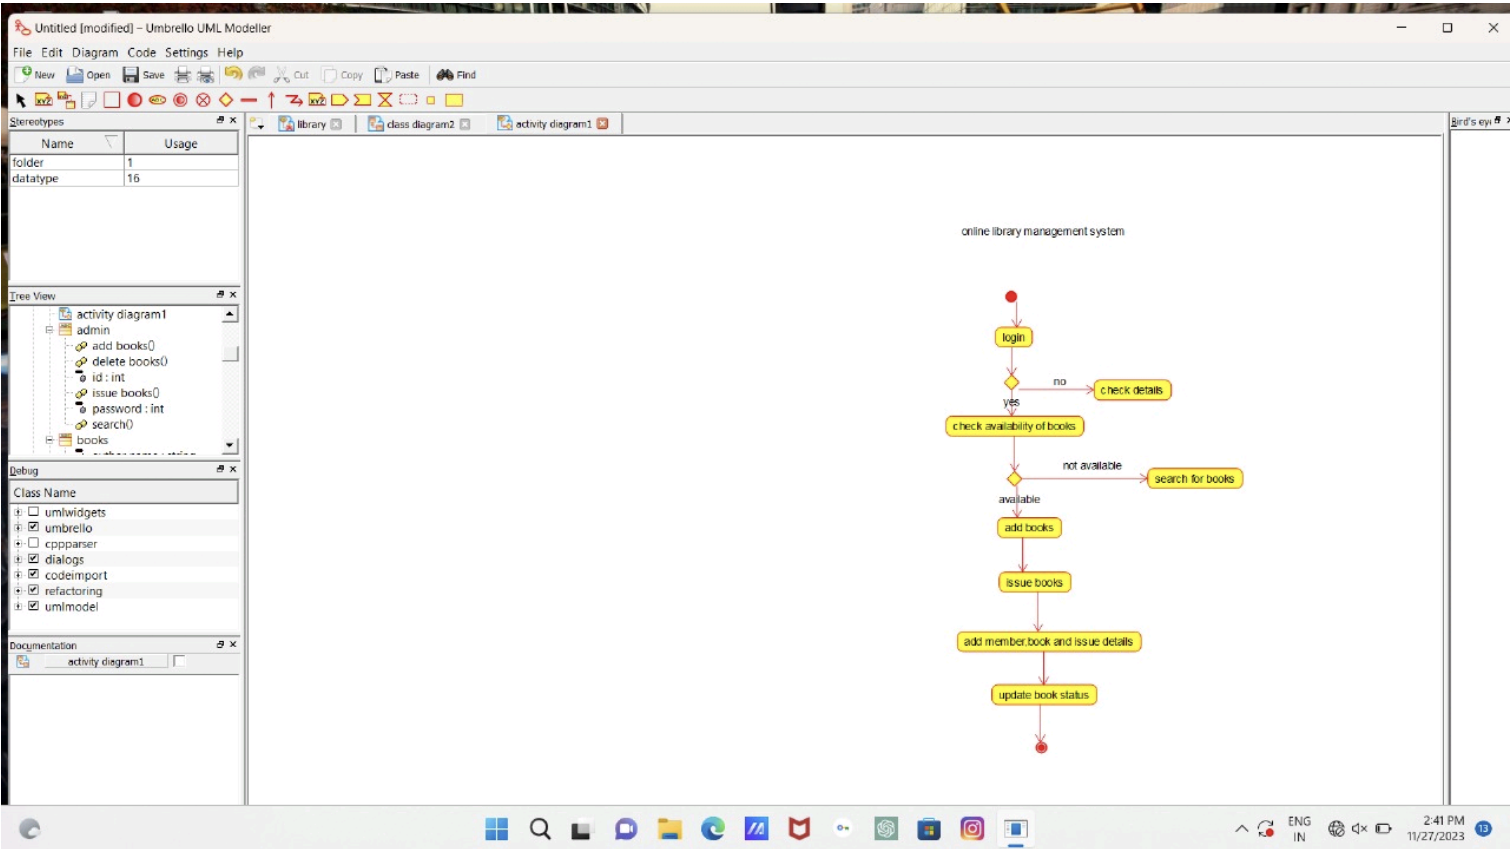 Untitled [modified] – Umbrello UML Modeller
File Edit Diagram Code Settings Help
New Open Save Cut Copy Paste Find
Stereotypes
library class diagram2 activity diagram1
Bird's eye
Name Usage
folder 1
datatype 16
Tree View
activity diagram1
admin
add books()
delete books()
id : int
issue books()
password : int
search()
books
Debug
Class Name
umlwidgets
umbrello
cppparser
dialogs
codeimport
refactoring
umlmodel
Documentation
activity diagram1
online library management system
login
no
check details
yes
check availability of books
not available
search for books
available
add books
issue books
add member,book and issue details
update book status
ENG
IN
2:41 PM
11/27/2023
13